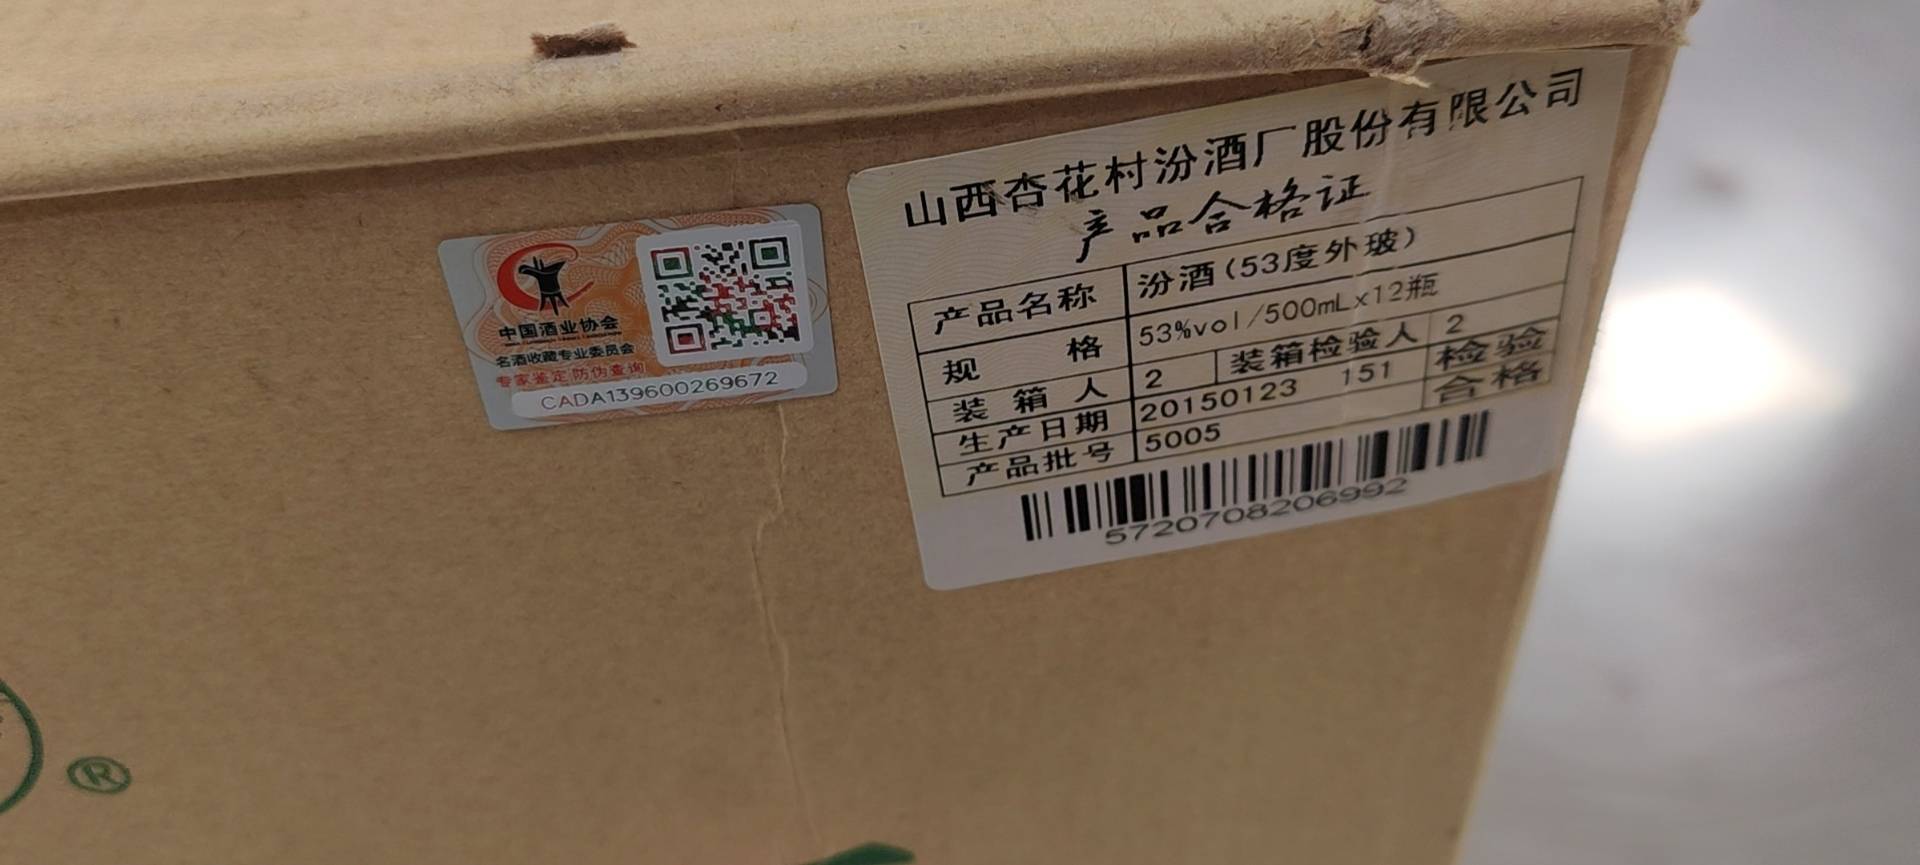 中国酒业协会
名酒收藏专业委员会
专家鉴定 防伪查询
CADA139600269672
山西杏花村汾酒厂股份有限公司
产品合格证
产品名称 汾酒(53度外玻)
规 格 53%vol/500mL×12瓶
装 箱 人 2 装箱检验人 2
生产日期 20150123 151 检验
产品批号 5005 合格
5720708206992
®